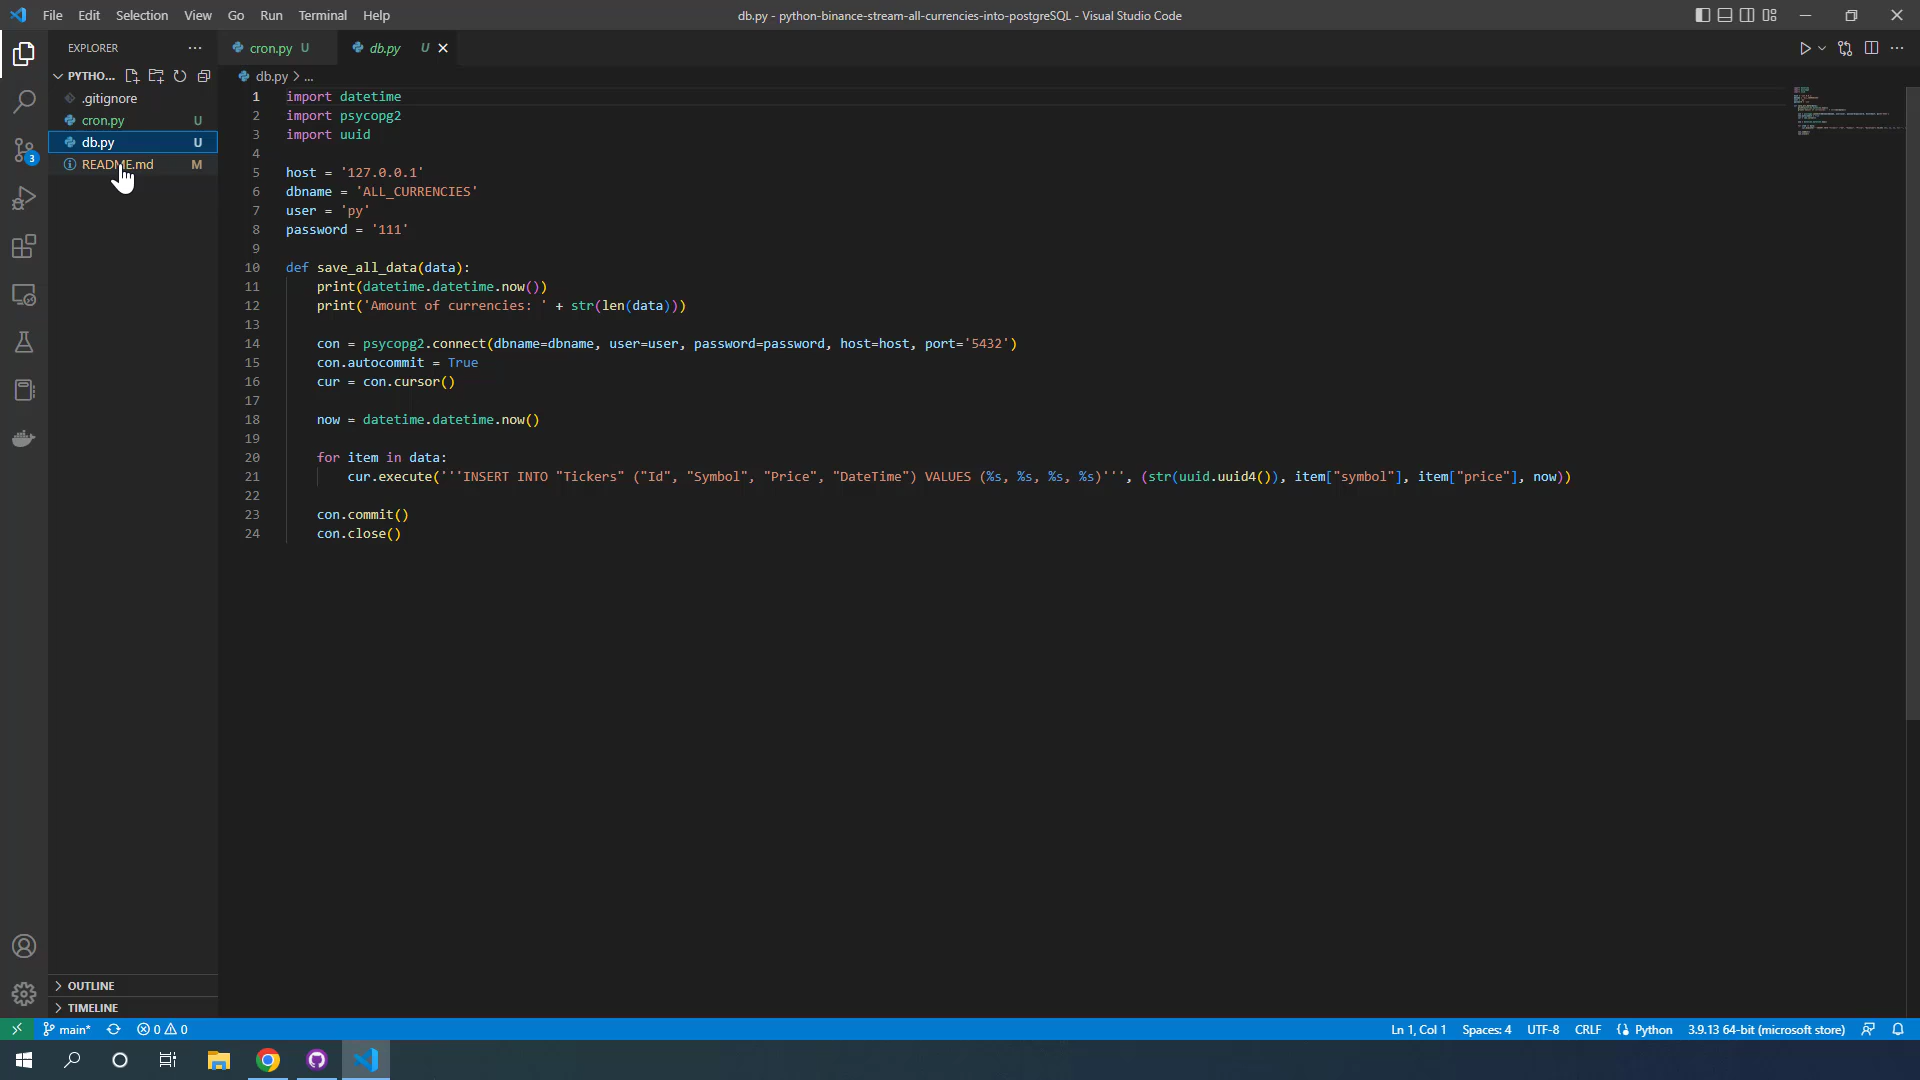 File Edit Selection View Go Run Terminal Help
db.py - python-binance-stream-all-currencies-into-postgreSQL - Visual Studio Code
EXPLORER
PYTHO...
.gitignore
cron.py U
db.py U
README.md M
3
OUTLINE
TIMELINE
cron.py U
db.py U
db.py > ...
1 import datetime
2 import psycopg2
3 import uuid
4
5 host = '127.0.0.1'
6 dbname = 'ALL_CURRENCIES'
7 user = 'py'
8 password = '111'
9
10 def save_all_data(data):
11 print(datetime.datetime.now())
12 print('Amount of currencies: ' + str(len(data)))
13
14 con = psycopg2.connect(dbname=dbname, user=user, password=password, host=host, port='5432')
15 con.autocommit = True
16 cur = con.cursor()
17
18 now = datetime.datetime.now()
19
20 for item in data:
21 cur.execute('''INSERT INTO "Tickers" ("Id", "Symbol", "Price", "DateTime") VALUES (%s, %s, %s, %s)''', (str(uuid.uuid4()), item["symbol"], item["price"], now))
22
23 con.commit()
24 con.close()
main* 0 0
Ln 1, Col 1 Spaces: 4 UTF-8 CRLF Python 3.9.13 64-bit (microsoft store)